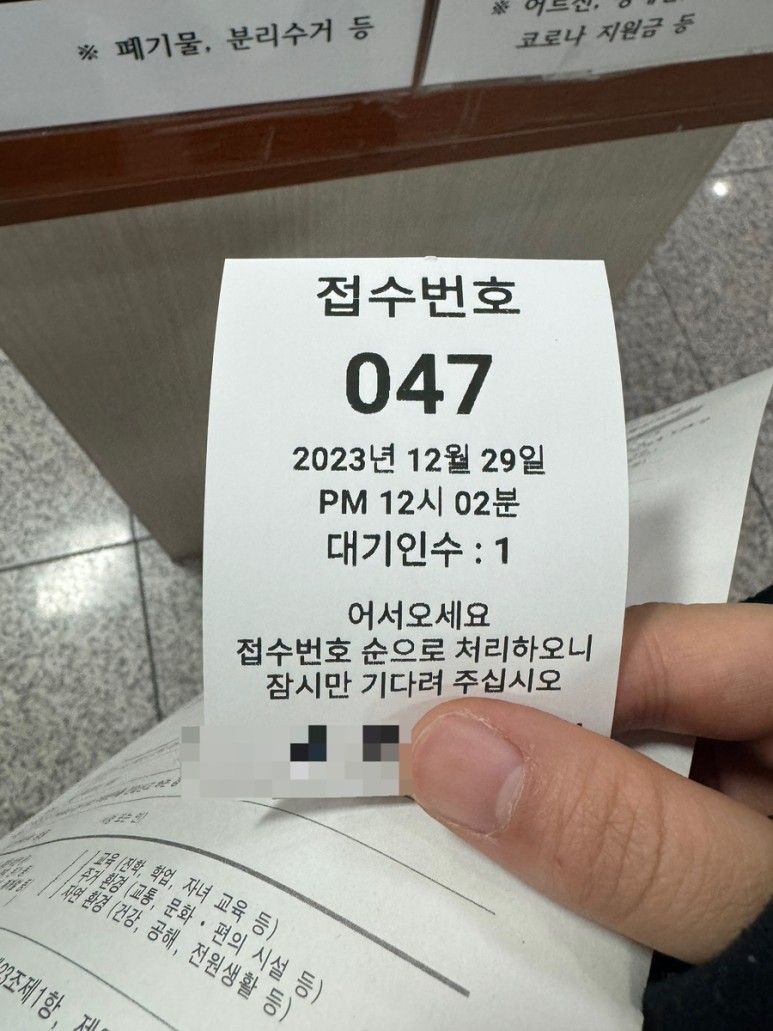 ※ 폐기물, 분리수거 등
코로나 지원금 등
접수번호
047
2023년 12월 29일
PM 12시 02분
대기인수 : 1
어서오세요
접수번호 순으로 처리하오니
잠시만 기다려 주십시오
교육 (진학, 학업, 자녀 교육 등)
주거 환경 (교통, 문화ㆍ편의 시설 등)
자연 환경 (건강, 공해, 전원생활 등)